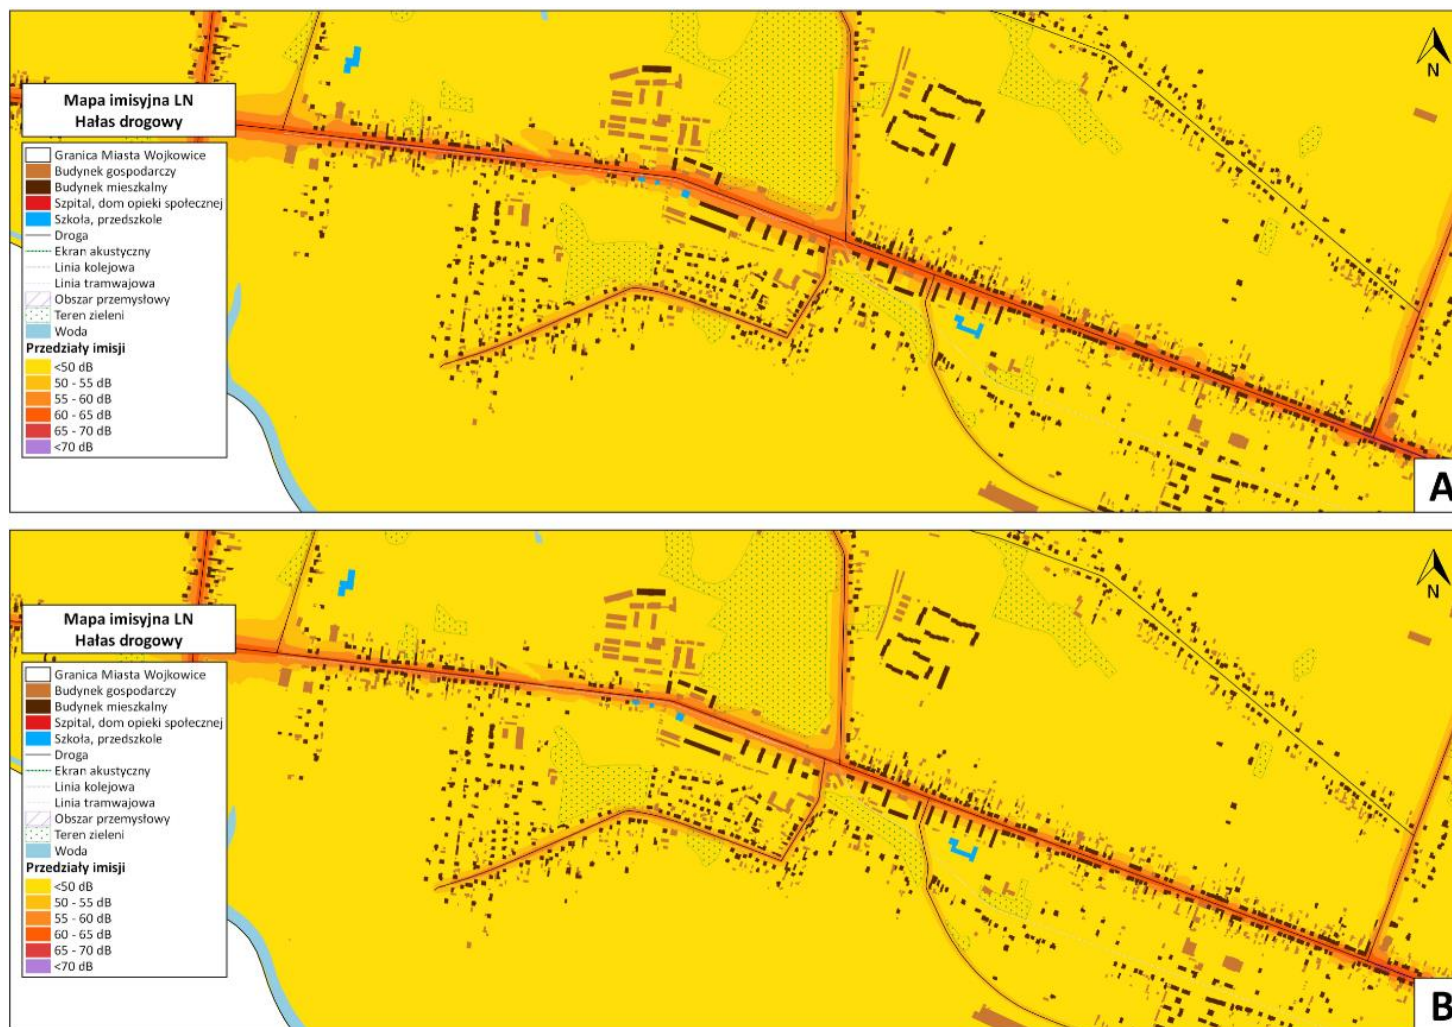 Mapa imisyjna LN
Hałas drogowy
N
Granica Miasta Wojkowice
Budynek gospodarczy
Budynek mieszkalny
Szpital, dom opieki społecznej
Szkoła, przedszkole
Droga
Ekran akustyczny
Linia kolejowa
Linia tramwajowa
Obszar przemysłowy
Teren zieleni
Woda
Przedziały imisji
<50 dB
50 - 55 dB
55 - 60 dB
60 - 65 dB
65 - 70 dB
<70 dB
A
Mapa imisyjna LN
Hałas drogowy
N
Granica Miasta Wojkowice
Budynek gospodarczy
Budynek mieszkalny
Szpital, dom opieki społecznej
Szkoła, przedszkole
Droga
Ekran akustyczny
Linia kolejowa
Linia tramwajowa
Obszar przemysłowy
Teren zieleni
Woda
Przedziały imisji
<50 dB
50 - 55 dB
55 - 60 dB
60 - 65 dB
65 - 70 dB
<70 dB
B